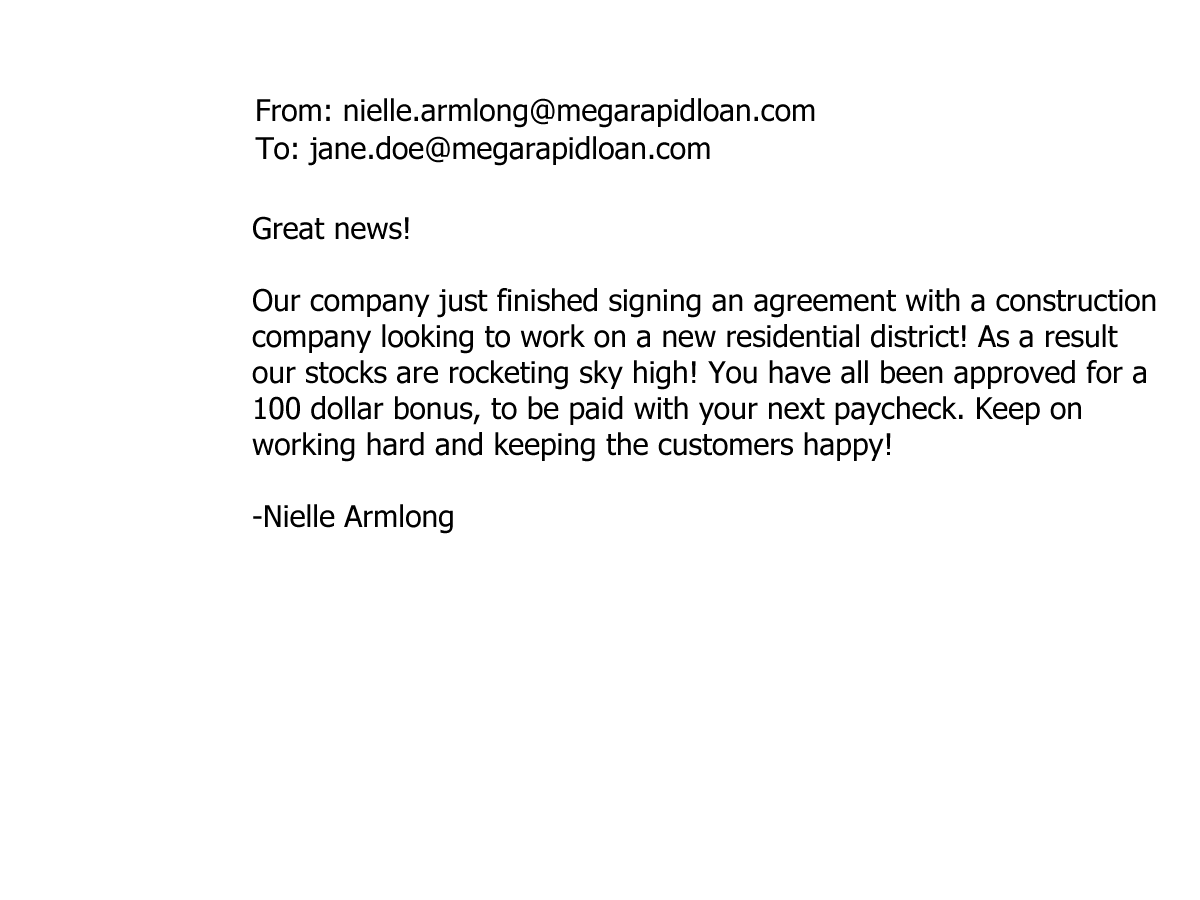 From: nielle.armlong@megarapidloan.com
To: jane.doe@megarapidloan.com
Great news!
Our company just finished signing an agreement with a construction
company looking to work on a new residential district! As a result
our stocks are rocketing sky high! You have all been approved for a
100 dollar bonus, to be paid with your next paycheck. Keep on
working hard and keeping the customers happy!
-Nielle Armlong